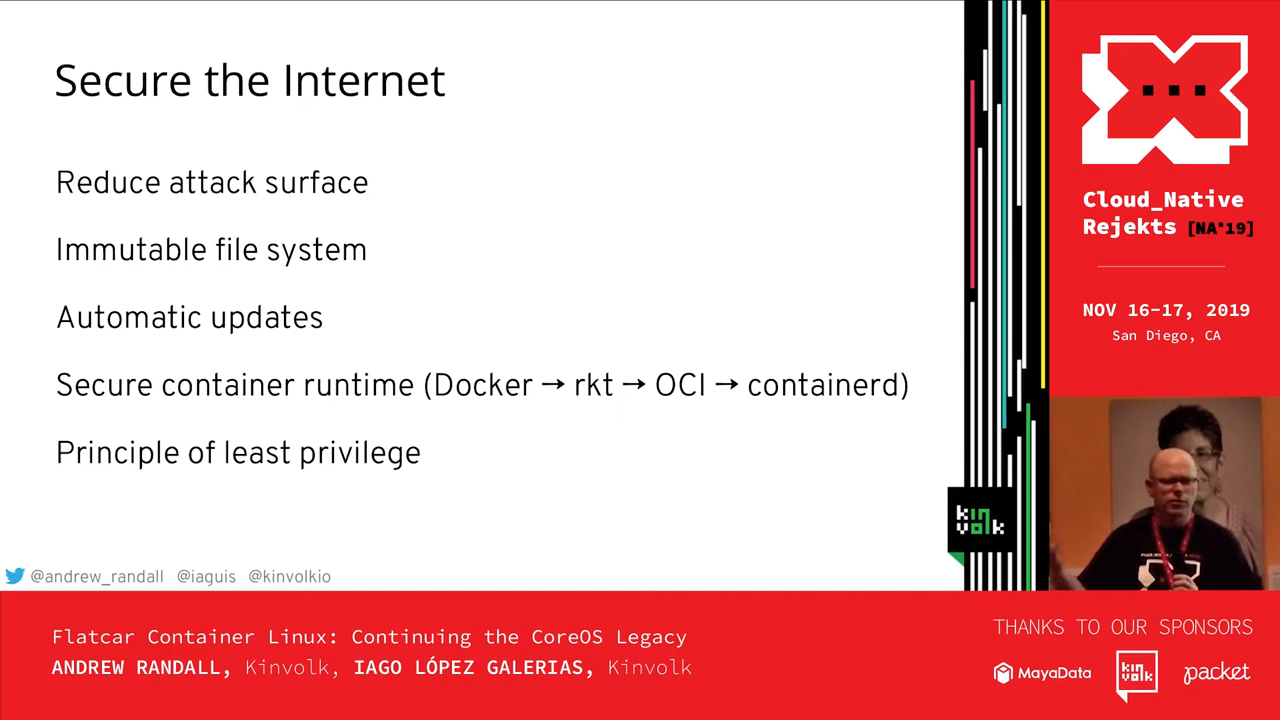 Secure the Internet
Reduce attack surface
Immutable file system
Automatic updates
Secure container runtime (Docker → rkt → OCI → containerd)
Principle of least privilege
@andrew_randall @iaguis @kinvolkio
kin
volk
Cloud_Native
Rejekts [NA'19]
NOV 16-17, 2019
San Diego, CA
Flatcar Container Linux: Continuing the CoreOS Legacy
ANDREW RANDALL, Kinvolk, IAGO LÓPEZ GALERIAS, Kinvolk
THANKS TO OUR SPONSORS
MayaData
kin
volk
packet